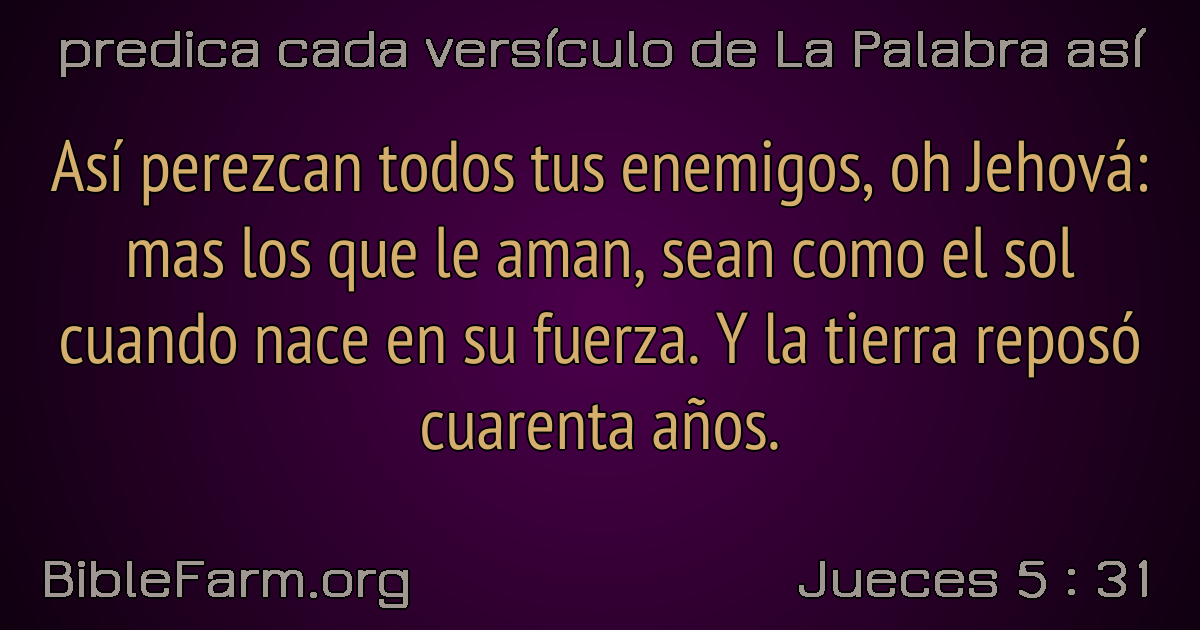 predica cada versículo de La Palabra así
Así perezcan todos tus enemigos, oh Jehová:
mas los que le aman, sean como el sol
cuando nace en su fuerza. Y la tierra reposó
cuarenta años.
BibleFarm.org
Jueces 5 : 31